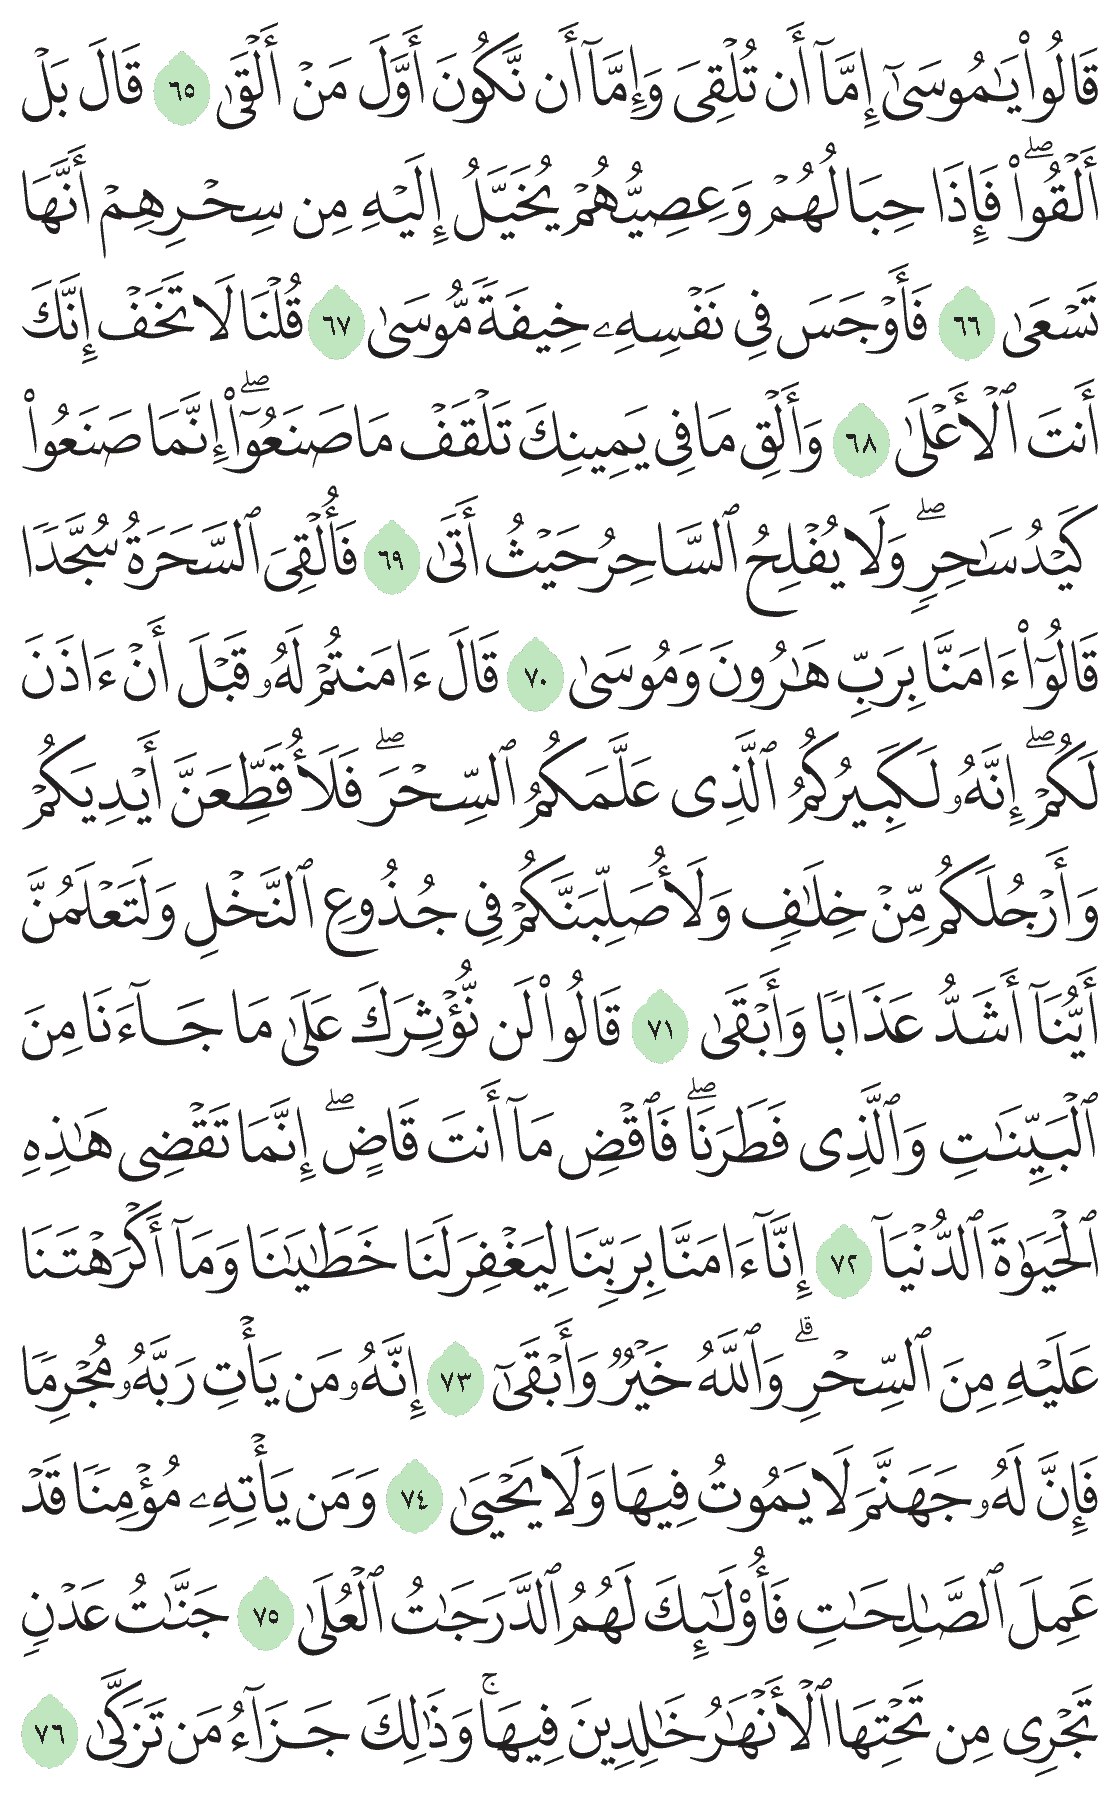 قَالُوا۟ يَـٰمُوسَىٰٓ إِمَّآ أَن تُلْقِىَ وَإِمَّآ أَن نَّكُونَ أَوَّلَ مَنْ أَلْقَىٰ ٦٥ قَالَ بَلْ
أَلْقُوا۟ ۖ فَإِذَا حِبَالُهُمْ وَعِصِيُّهُمْ يُخَيَّلُ إِلَيْهِ مِن سِحْرِهِمْ أَنَّهَا
تَسْعَىٰ ٦٦ فَأَوْجَسَ فِى نَفْسِهِۦ خِيفَةً مُّوسَىٰ ٦٧ قُلْنَا لَا تَخَفْ إِنَّكَ
أَنتَ ٱلْأَعْلَىٰ ٦٨ وَأَلْقِ مَا فِى يَمِينِكَ تَلْقَفْ مَا صَنَعُوٓا۟ ۖ إِنَّمَا صَنَعُوا۟
كَيْدُ سَـٰحِرٍ ۖ وَلَا يُفْلِحُ ٱلسَّاحِرُ حَيْثُ أَتَىٰ ٦٩ فَأُلْقِىَ ٱلسَّحَرَةُ سُجَّدًا
قَالُوٓا۟ ءَامَنَّا بِرَبِّ هَـٰرُونَ وَمُوسَىٰ ٧٠ قَالَ ءَامَنتُمْ لَهُۥ قَبْلَ أَنْ ءَاذَنَ
لَكُمْ ۖ إِنَّهُۥ لَكَبِيرُكُمُ ٱلَّذِى عَلَّمَكُمُ ٱلسِّحْرَ ۖ فَلَأُقَطِّعَنَّ أَيْدِيَكُمْ
وَأَرْجُلَكُم مِّنْ خِلَـٰفٍ وَلَأُصَلِّبَنَّكُمْ فِى جُذُوعِ ٱلنَّخْلِ وَلَتَعْلَمُنَّ
أَيُّنَآ أَشَدُّ عَذَابًا وَأَبْقَىٰ ٧١ قَالُوا۟ لَن نُّؤْثِرَكَ عَلَىٰ مَا جَآءَنَا مِنَ
ٱلْبَيِّنَـٰتِ وَٱلَّذِى فَطَرَنَا ۖ فَٱقْضِ مَآ أَنتَ قَاضٍ ۖ إِنَّمَا تَقْضِى هَـٰذِهِ
ٱلْحَيَوٰةَ ٱلدُّنْيَآ ٧٢ إِنَّآ ءَامَنَّا بِرَبِّنَا لِيَغْفِرَ لَنَا خَطَـٰيَـٰنَا وَمَآ أَكْرَهْتَنَا
عَلَيْهِ مِنَ ٱلسِّحْرِ ۗ وَٱللَّهُ خَيْرٌ وَأَبْقَىٰٓ ٧٣ إِنَّهُۥ مَن يَأْتِ رَبَّهُۥ مُجْرِمًا
فَإِنَّ لَهُۥ جَهَنَّمَ لَا يَمُوتُ فِيهَا وَلَا يَحْيَىٰ ٧٤ وَمَن يَأْتِهِۦ مُؤْمِنًا قَدْ
عَمِلَ ٱلصَّـٰلِحَـٰتِ فَأُو۟لَـٰٓئِكَ لَهُمُ ٱلدَّرَجَـٰتُ ٱلْعُلَىٰ ٧٥ جَنَّـٰتُ عَدْنٍ
تَجْرِى مِن تَحْتِهَا ٱلْأَنْهَـٰرُ خَـٰلِدِينَ فِيهَا ۚ وَذَٰلِكَ جَزَآءُ مَن تَزَكَّىٰ ٧٦